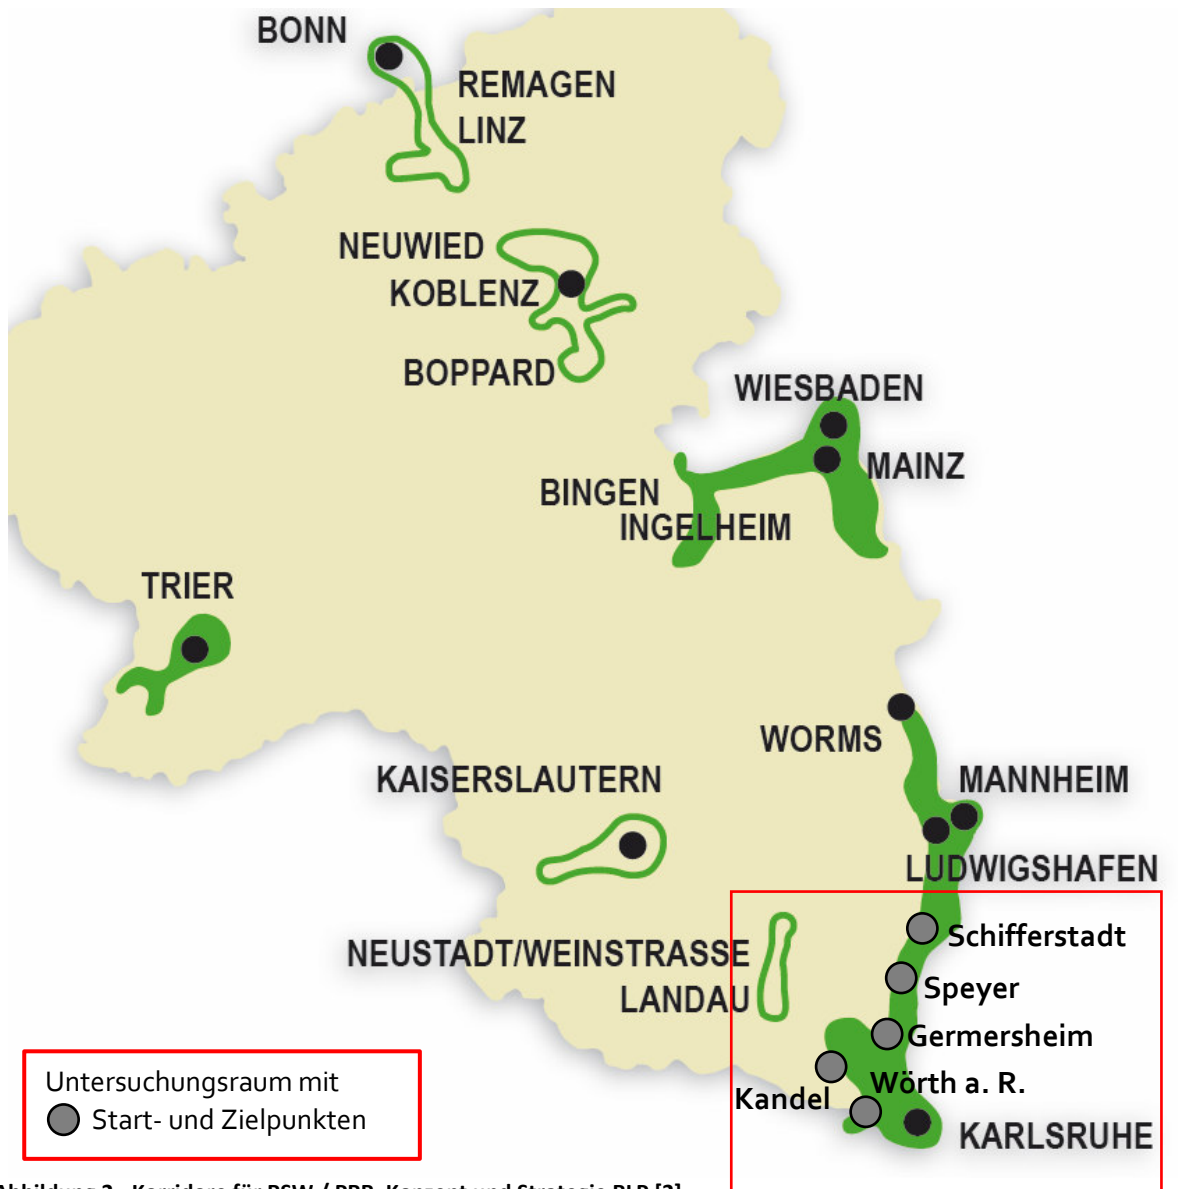 BONN
REMAGEN
LINZ
NEUWIED
KOBLENZ
BOPPARD
WIESBADEN
MAINZ
BINGEN
INGELHEIM
TRIER
WORMS
KAISERSLAUTERN
MANNHEIM
LUDWIGSHAFEN
NEUSTADT/WEINSTRASSE
LANDAU
Schifferstadt
Speyer
Germersheim
Wörth a. R.
Kandel
KARLSRUHE
Untersuchungsraum mit
Start- und Zielpunkten